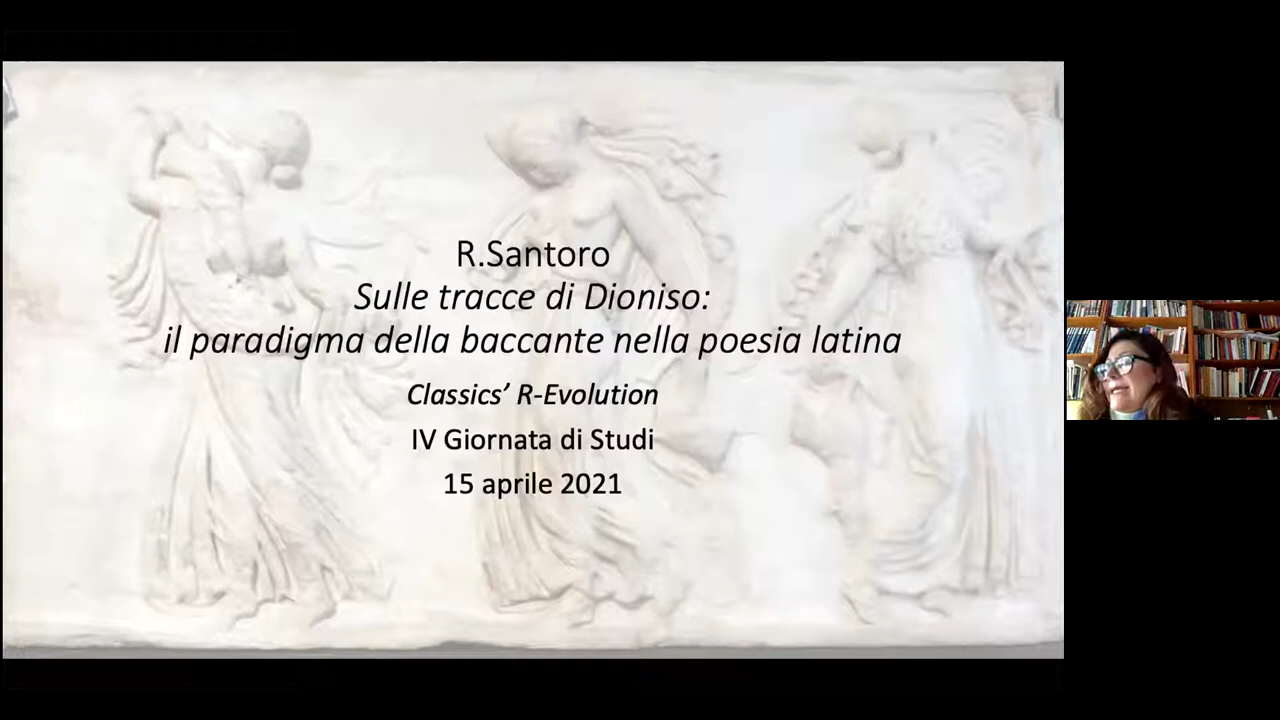 R.Santoro
Sulle tracce di Dioniso:
il paradigma della baccante nella poesia latina
Classics’ R-Evolution
IV Giornata di Studi
15 aprile 2021